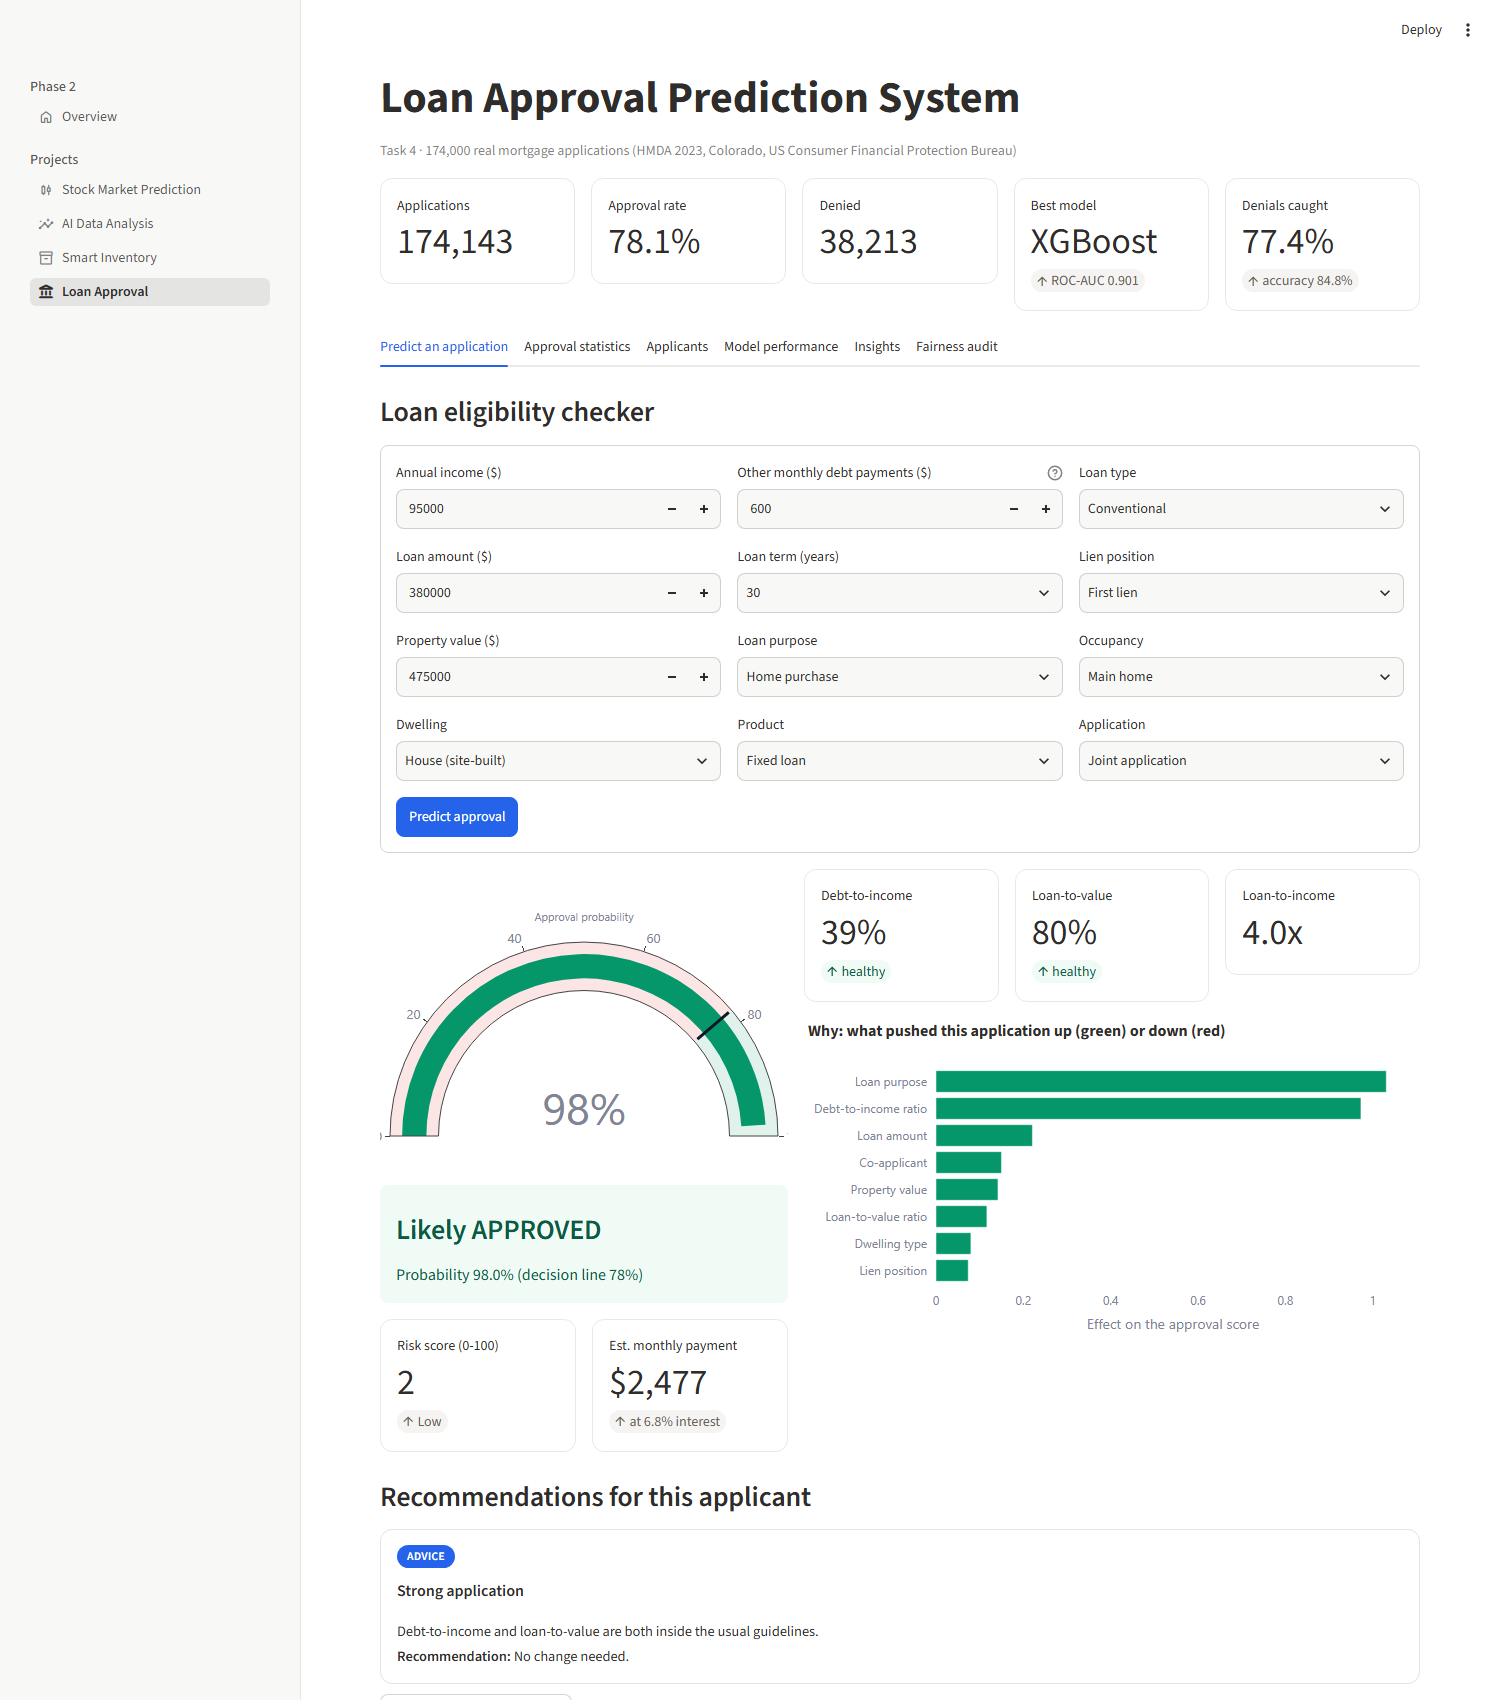 Deploy
Phase 2
Overview
Projects
Stock Market Prediction
AI Data Analysis
Smart Inventory
Loan Approval
Loan Approval Prediction System
Task 4 · 174,000 real mortgage applications (HMDA 2023, Colorado, US Consumer Financial Protection Bureau)
Applications
174,143
Approval rate
78.1%
Denied
38,213
Best model
XGBoost
↑ ROC-AUC 0.901
Denials caught
77.4%
↑ accuracy 84.8%
Predict an application
Approval statistics
Applicants
Model performance
Insights
Fairness audit
Loan eligibility checker
Annual income ($)
95000
Other monthly debt payments ($)
600
Loan type
Conventional
Loan amount ($)
380000
Loan term (years)
30
Lien position
First lien
Property value ($)
475000
Loan purpose
Home purchase
Occupancy
Main home
Dwelling
House (site-built)
Product
Fixed loan
Application
Joint application
Predict approval
Approval probability
20
40
60
80
98%
Likely APPROVED
Probability 98.0% (decision line 78%)
Risk score (0-100)
2
↑ Low
Est. monthly payment
$2,477
↑ at 6.8% interest
Debt-to-income
39%
↑ healthy
Loan-to-value
80%
↑ healthy
Loan-to-income
4.0x
Why: what pushed this application up (green) or down (red)
Loan purpose
Debt-to-income ratio
Loan amount
Co-applicant
Property value
Loan-to-value ratio
Dwelling type
Lien position
0 0.2 0.4 0.6 0.8 1
Effect on the approval score
Recommendations for this applicant
ADVICE
Strong application
Debt-to-income and loan-to-value are both inside the usual guidelines.
Recommendation: No change needed.